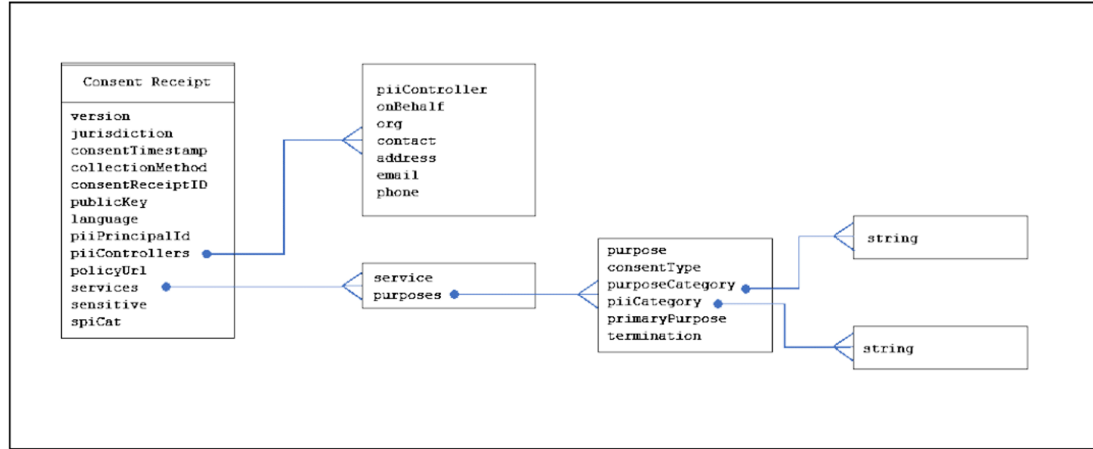 Consent Receipt
version
jurisdiction
consentTimestamp
collectionMethod
consentReceiptID
publicKey
language
piiPrincipalId
piiControllers
policyUrl
services
sensitive
spiCat
piiController
onBehalf
org
contact
address
email
phone
service
purposes
purpose
consentType
purposeCategory
piiCategory
primaryPurpose
termination
string
string